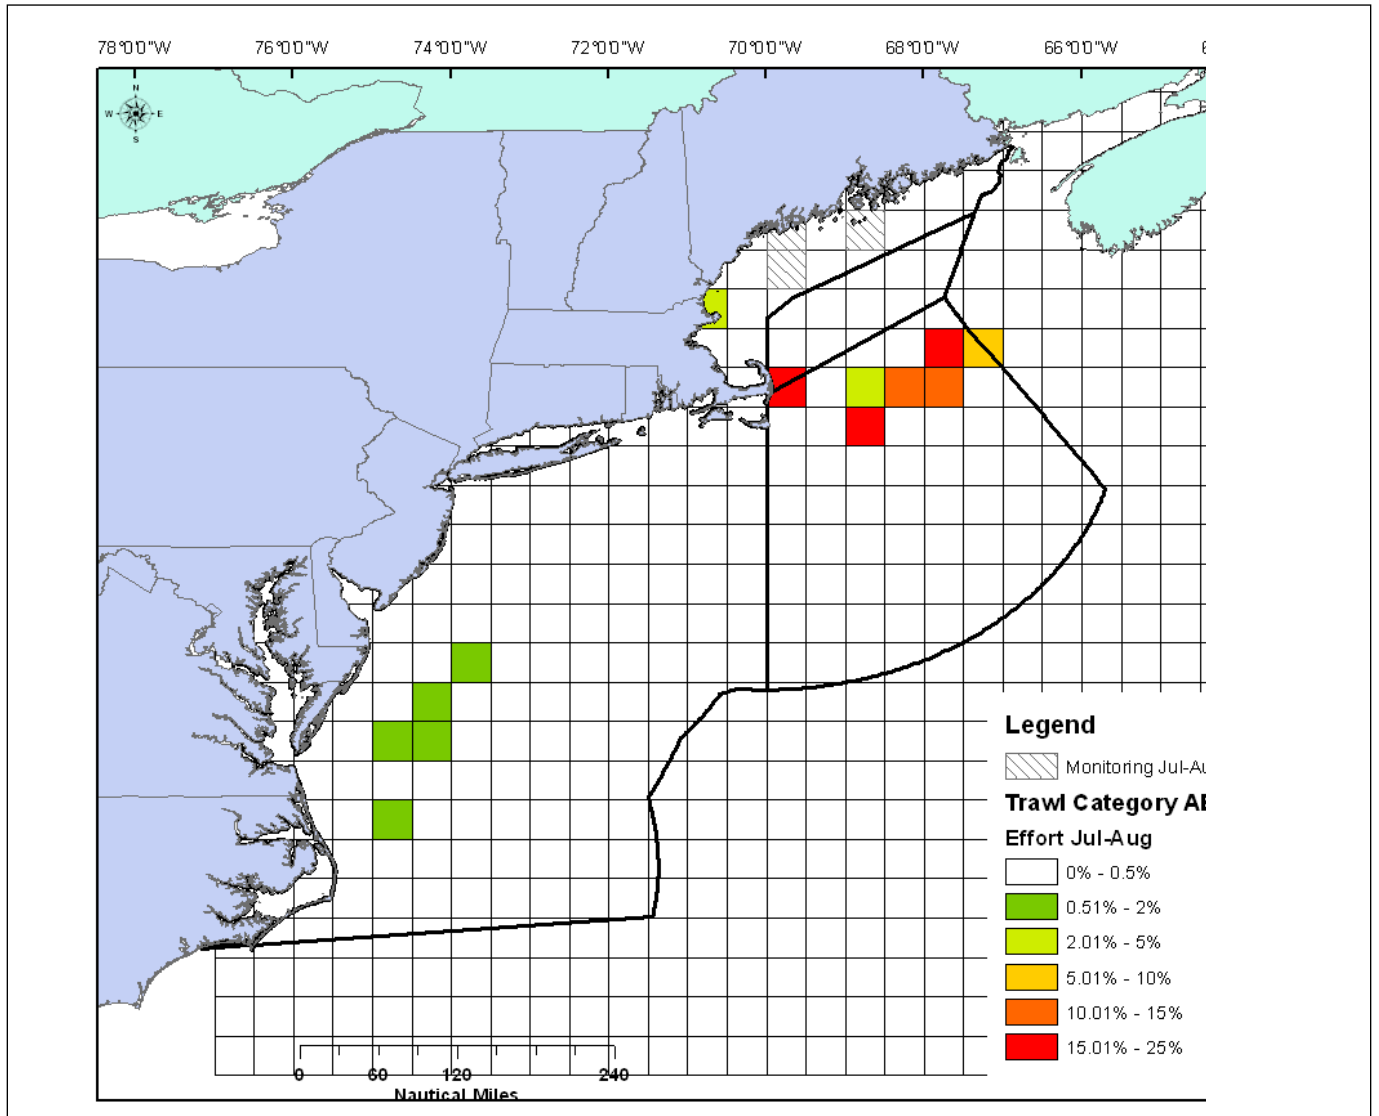 78°0'0"W 76°0'0"W 74°0'0"W 72°0'0"W 70°0'0"W 68°0'0"W 66°0'0"W 6
N
W E
S
Legend
Monitoring Jul-Au
Trawl Category AB
Effort Jul-Aug
0% - 0.5%
0.51% - 2%
2.01% - 5%
5.01% - 10%
10.01% - 15%
15.01% - 25%
0 60 120 240
Nautical Miles